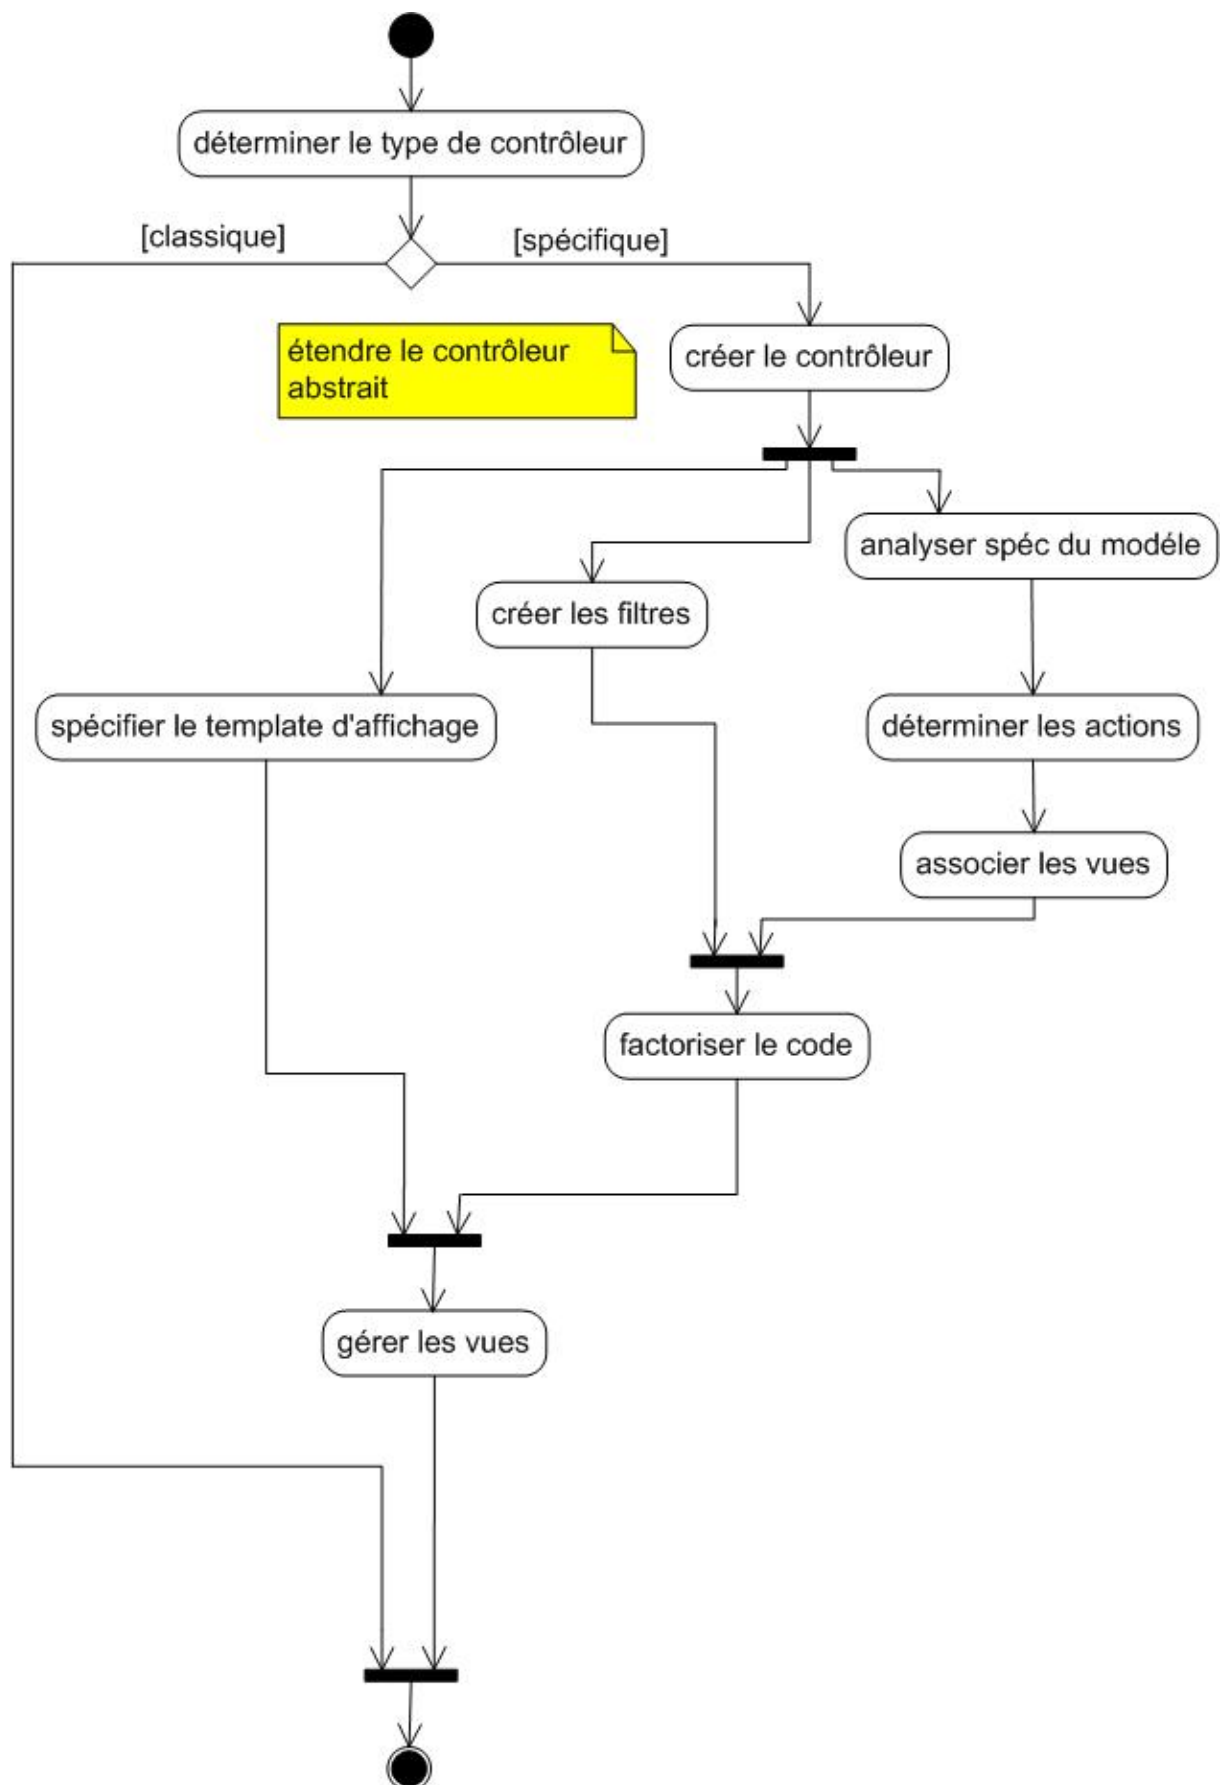 déterminer le type de contrôleur
[classique]
[spécifique]
étendre le contrôleur
abstrait
créer le contrôleur
analyser spéc du modéle
créer les filtres
spécifier le template d'affichage
déterminer les actions
associer les vues
factoriser le code
gérer les vues